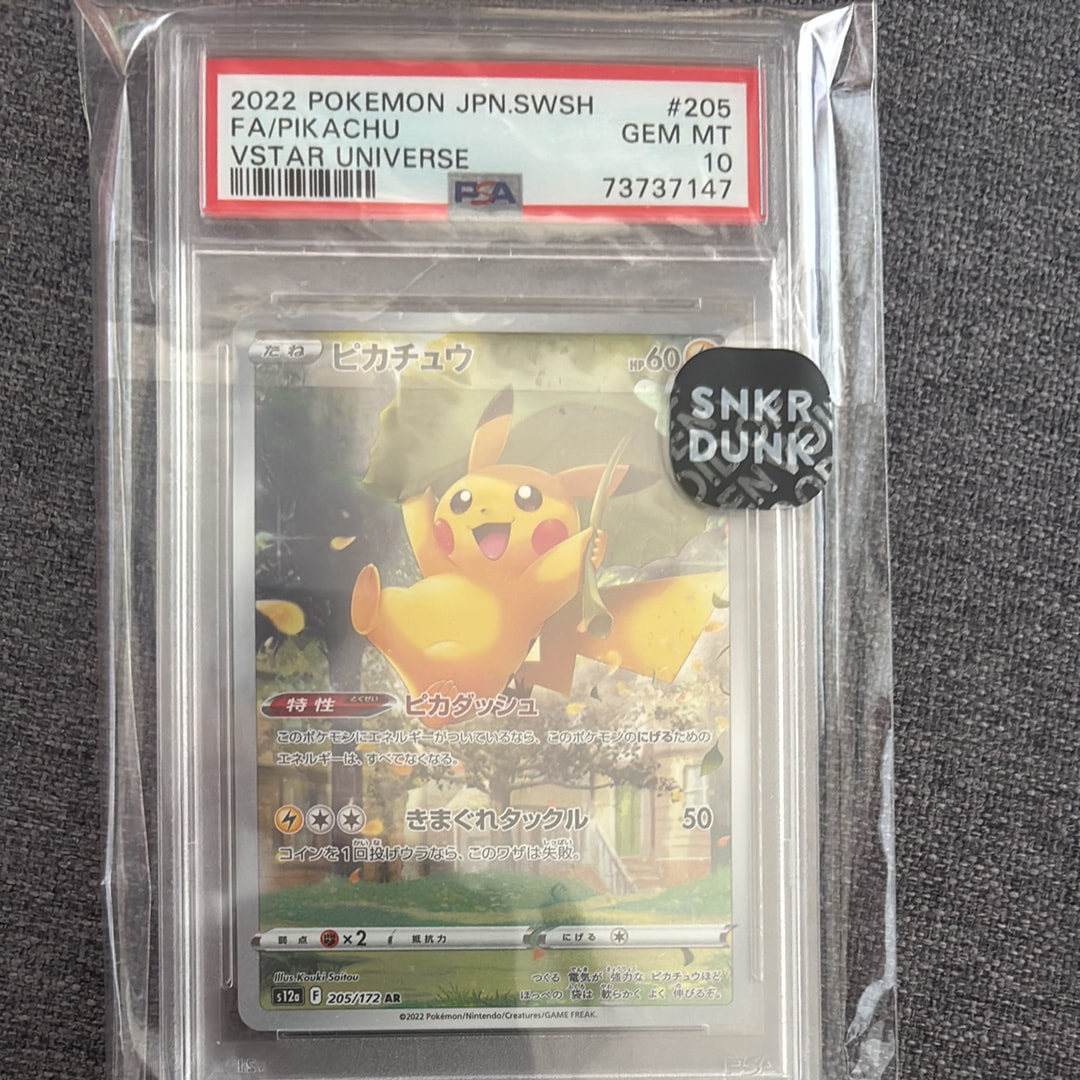 2022 POKEMON JPN.SWSH #205
FA/PIKACHU GEM MT
VSTAR UNIVERSE 10
PSA 73737147
たね ピカチュウ HP60
SNKR
DUNK
特性 とくせい ピカダッシュ
このポケモンにエネルギーがついているなら、このポケモンのにげるための
エネルギーは、すべてなくなる。
きまぐれタックル 50
コインを1回投げウラなら、このワザは失敗。
弱点 ×2 抵抗力 にげる
Illus.Kouki Saitou
つくる 電気が 強力な ピカチュウほど
ほっぺの 袋は 軟らかく よく 伸びるぞ。
s12a F 205/172 AR
©2022 Pokémon/Nintendo/Creatures/GAME FREAK.